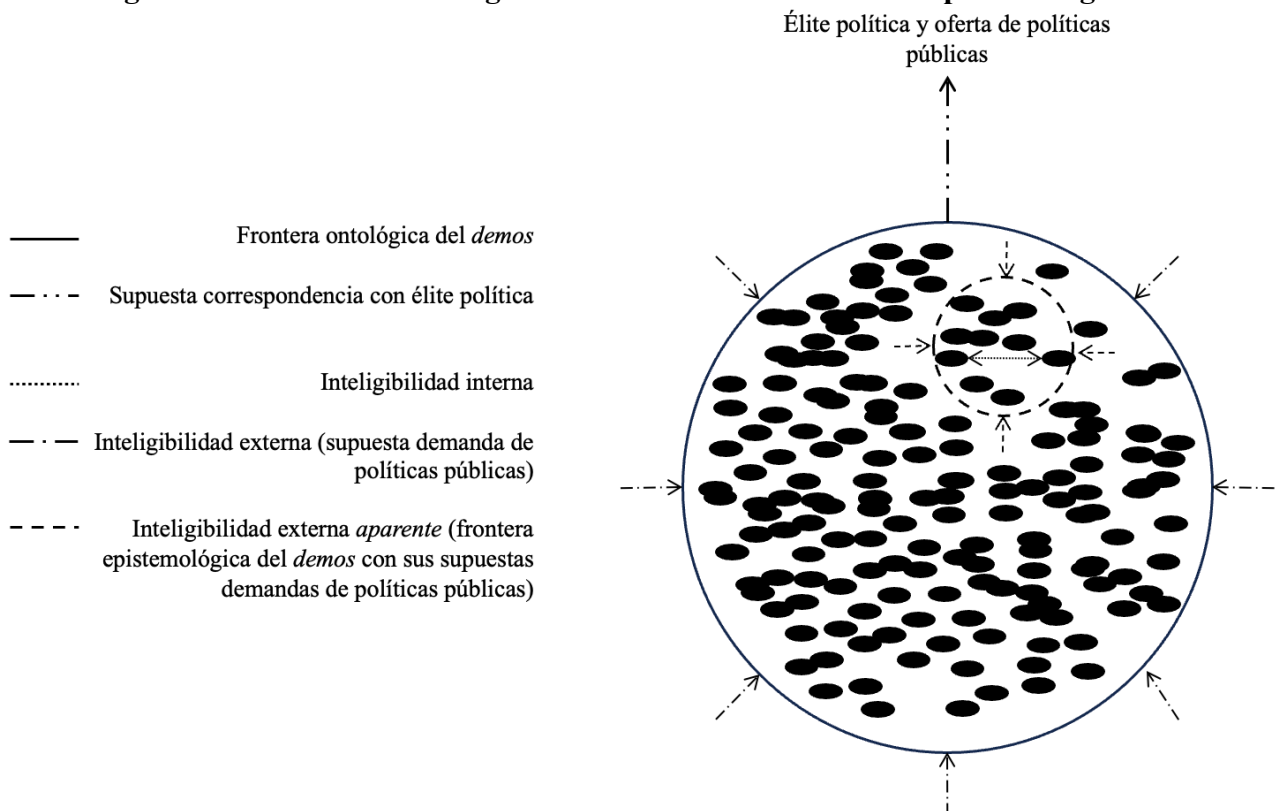 Élite política y oferta de políticas
públicas
Frontera ontológica del demos
Supuesta correspondencia con élite política
Inteligibilidad interna
Inteligibilidad externa (supuesta demanda de
políticas públicas)
Inteligibilidad externa aparente (frontera
epistemológica del demos con sus supuestas
demandas de políticas públicas)